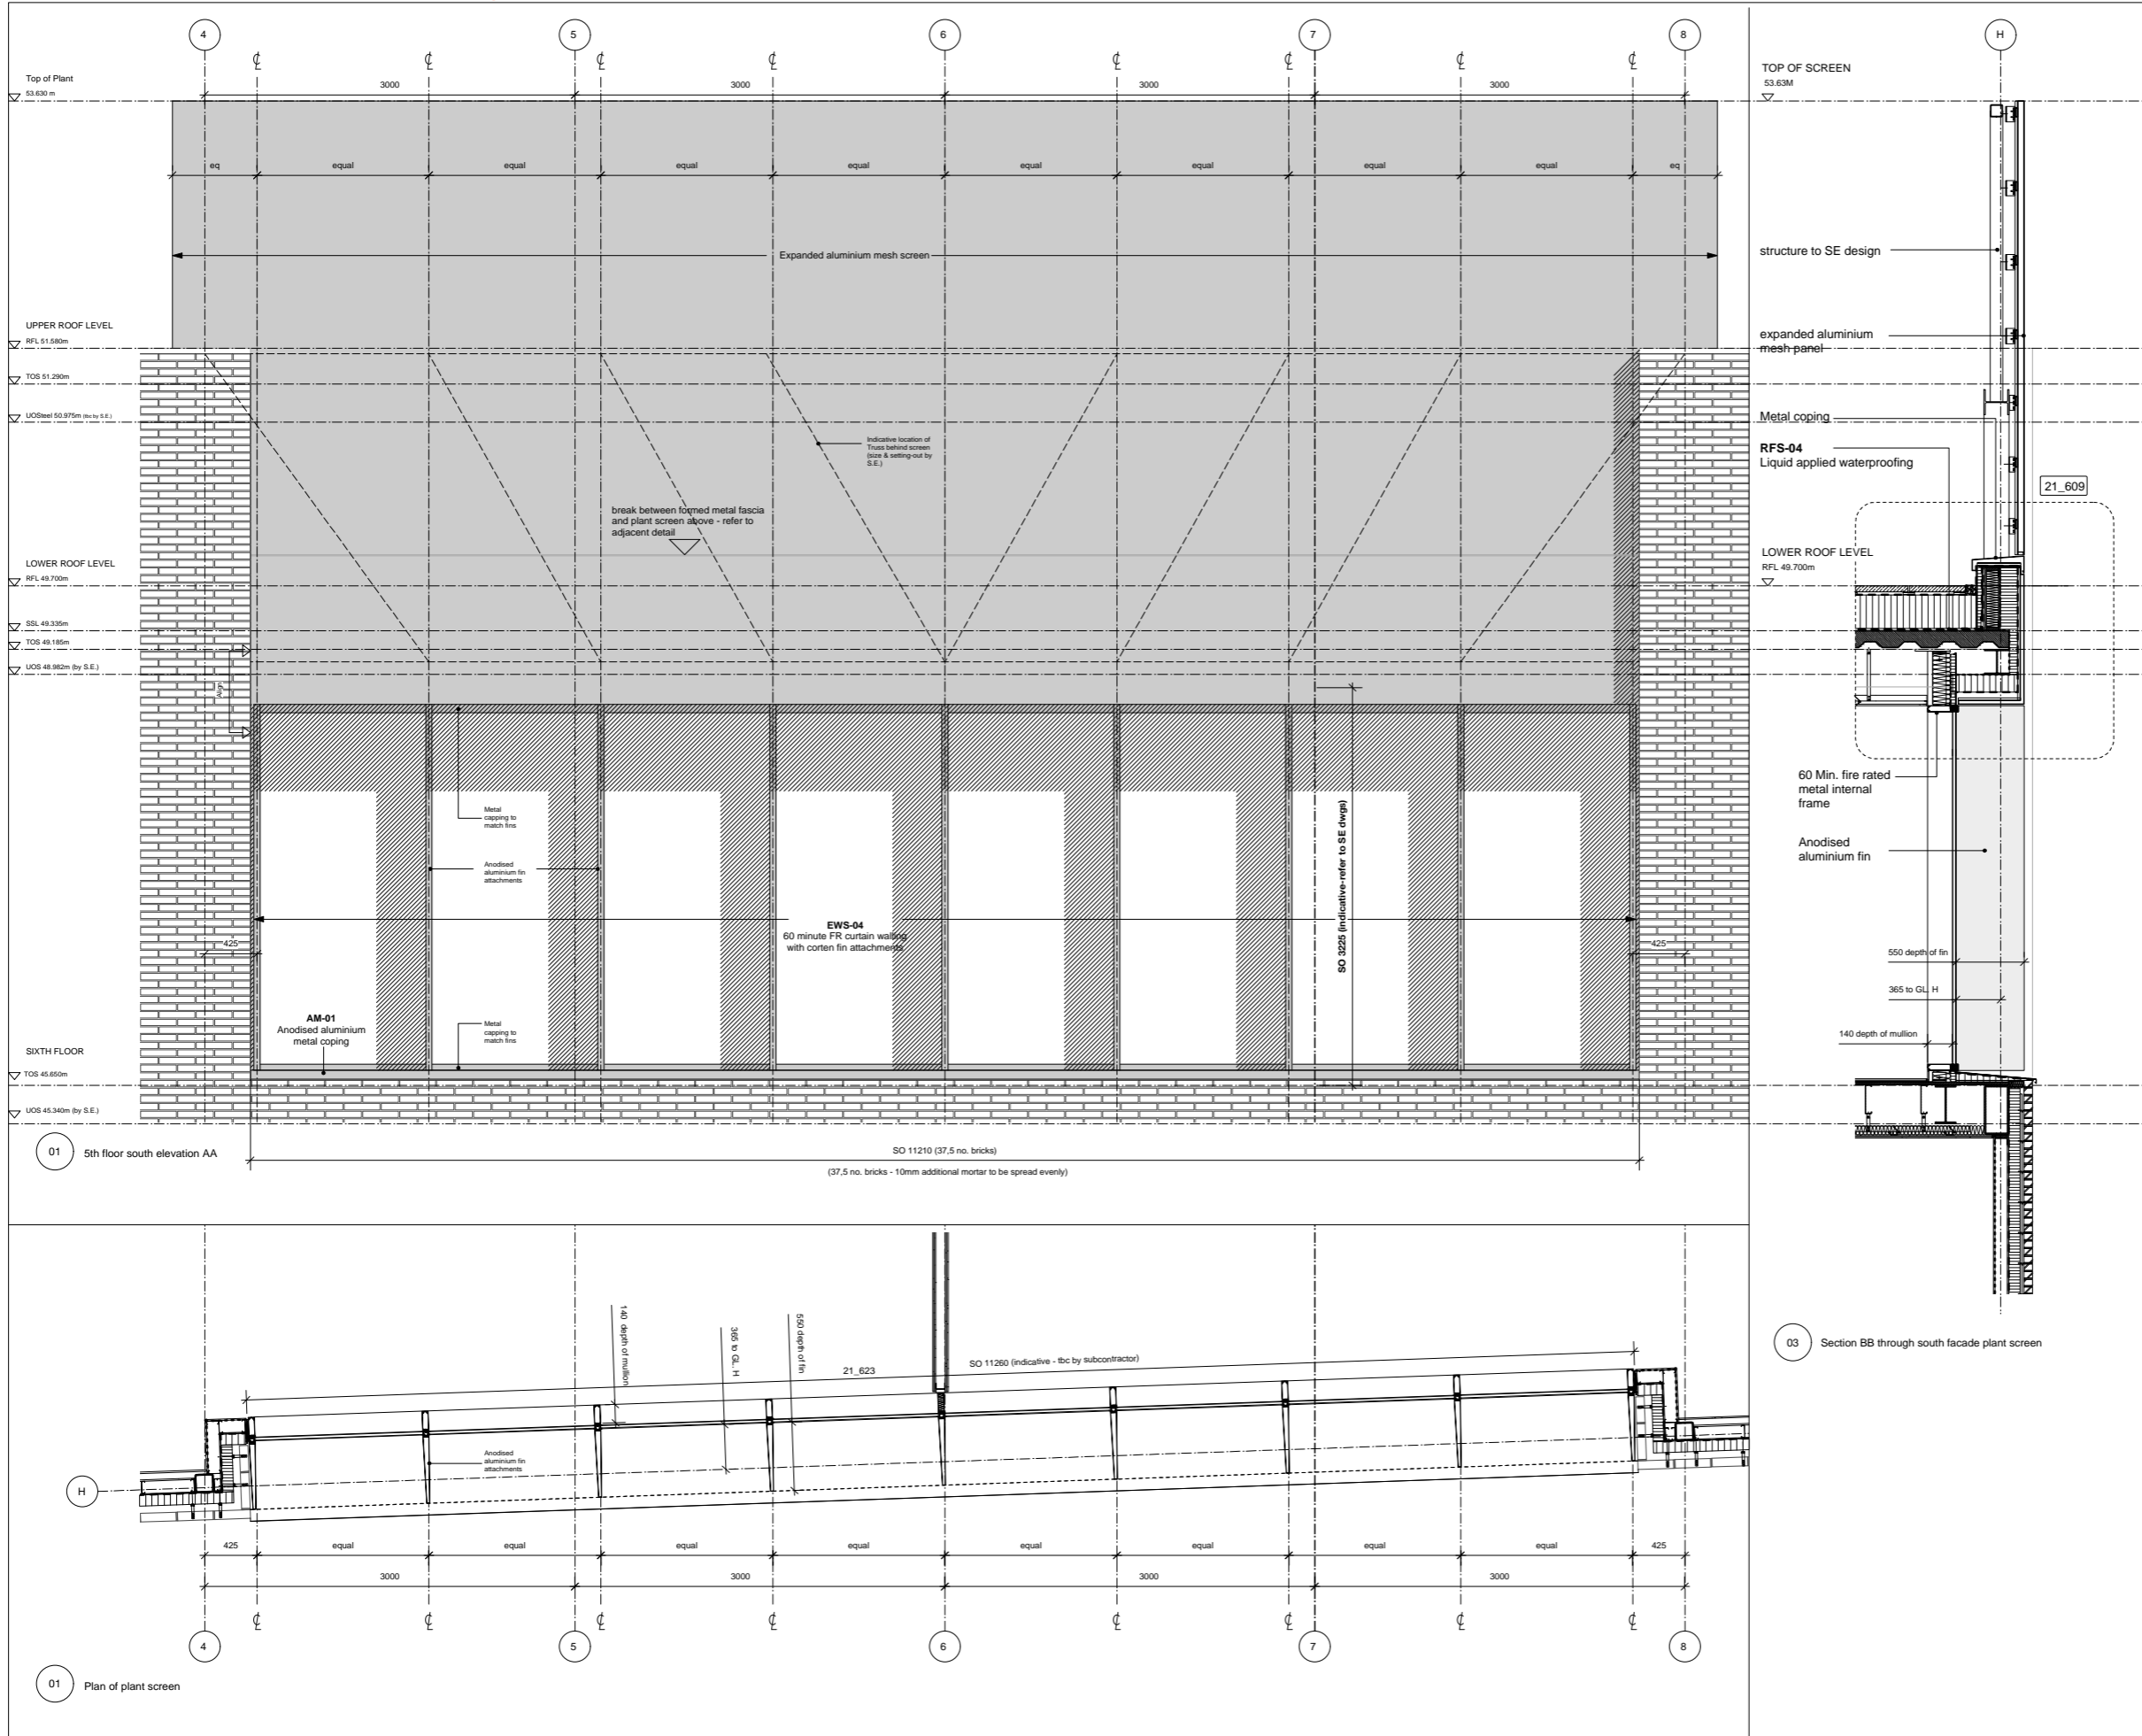 4
5
6
7
8
H
Top of Plant
53.630 m
3000
3000
3000
3000
TOP OF SCREEN
53.63M
eq
equal
equal
equal
equal
equal
equal
equal
equal
eq
Expanded aluminium mesh screen
structure to SE design
UPPER ROOF LEVEL
RFL 51.580m
expanded aluminium
mesh panel
TOS 51.290m
UOSteel 50.975m (tbc by S.E.)
Metal coping
Indicative location of
Truss behind screen
(size & setting-out by
S.E.)
RFS-04
Liquid applied waterproofing
21_609
break between formed metal fascia
and plant screen above - refer to
adjacent detail
LOWER ROOF LEVEL
RFL 49.700m
LOWER ROOF LEVEL
RFL 49.700m
SSL 49.335m
TOS 49.185m
UOS 48.982m (by S.E.)
Align
60 Min. fire rated
metal internal
frame
Metal
capping to
match fins
Anodised
aluminium fin
attachments
SO 3225 (indicative-refer to SE dwgs)
Anodised
aluminium fin
EWS-04
60 minute FR curtain walling
with corten fin attachments
425
425
550 depth of fin
365 to GL. H
140 depth of mullion
AM-01
Anodised aluminium
metal coping
Metal
capping to
match fins
SIXTH FLOOR
TOS 45.650m
UOS 45.340m (by S.E.)
01
5th floor south elevation AA
SO 11210 (37,5 no. bricks)
(37,5 no. bricks - 10mm additional mortar to be spread evenly)
140 depth of mullion
365 to GL. H
550 depth of fin
21_623
SO 11260 (indicative - tbc by subcontractor)
03
Section BB through south facade plant screen
Anodised
aluminium fin
attachments
H
425
equal
equal
equal
equal
equal
equal
equal
equal
425
3000
3000
3000
3000
4
5
6
7
8
01
Plan of plant screen